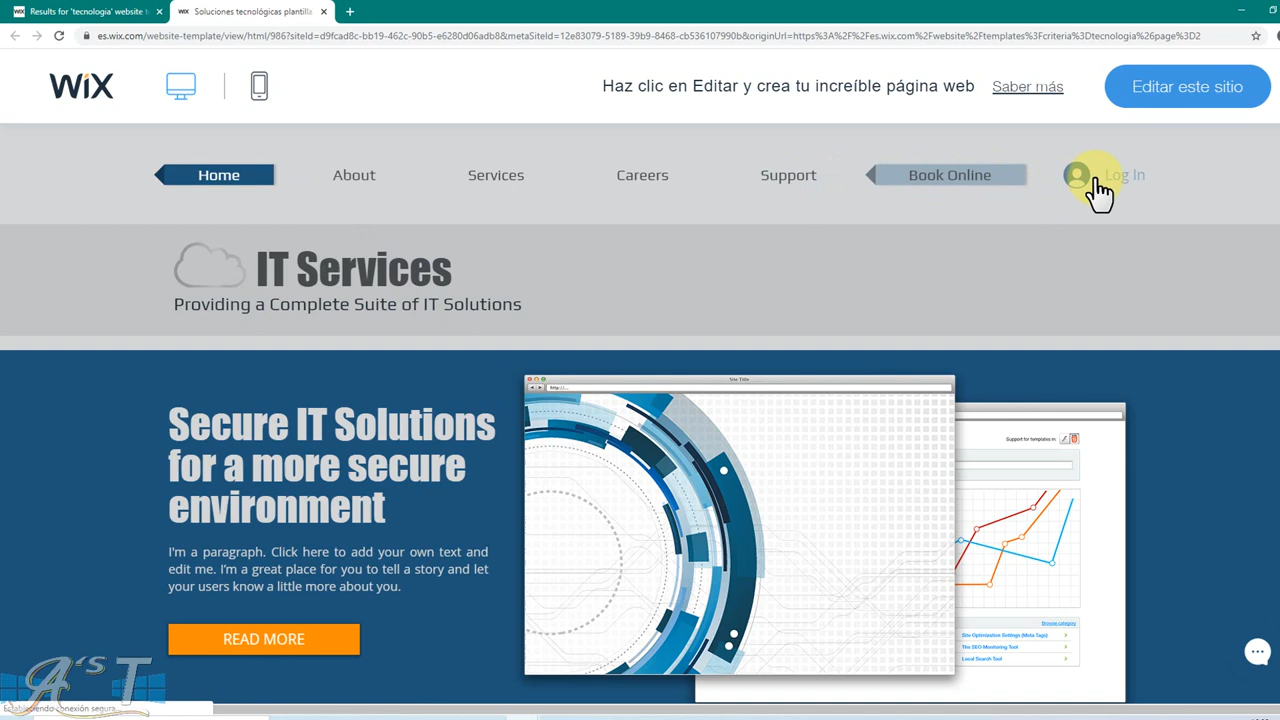 Results for 'tecnologia' website t
WIX Soluciones tecnológicas plantilla
es.wix.com/website-template/view/html/986?siteId=d9fcad8c-bb19-462c-90b5-e6280d06adb8&metaSiteId=12e83079-5189-39b9-8468-cb536107990b&originUrl=https%3A%2F%2Fes.wix.com%2Fwebsite%2Ftemplates%3Fcriteria%3Dtecnologia%26page%3D2
WIX
Haz clic en Editar y crea tu increíble página web
Saber más
Editar este sitio
Home
About
Services
Careers
Support
Book Online
Log In
IT Services
Providing a Complete Suite of IT Solutions
Site Title
http://...
Secure IT Solutions
for a more secure
environment
Support for templates in:
I'm a paragraph. Click here to add your own text and
edit me. I'm a great place for you to tell a story and let
your users know a little more about you.
READ MORE
Browse category
Site Optimization Settings (Meta Tags)
The SEO Monitoring Tool
Local Search Tool
A'sT
Estableciendo conexión segura...